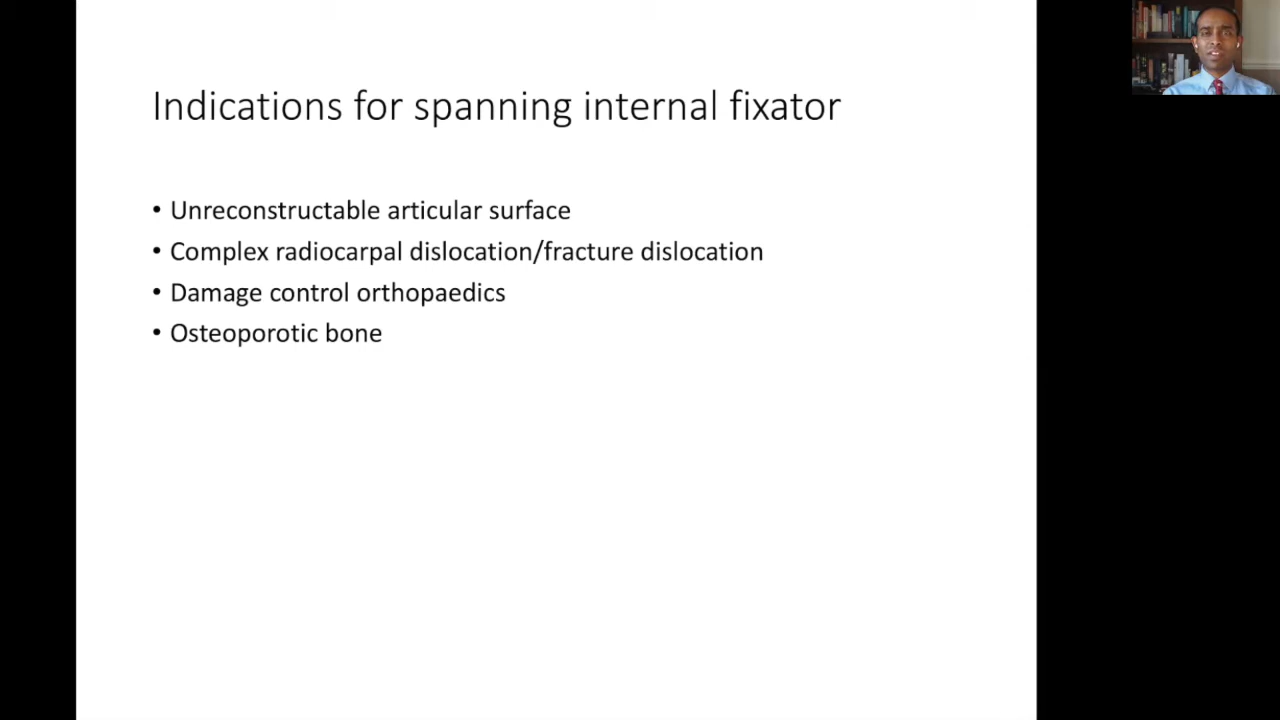 Indications for spanning internal fixator
• Unreconstructable articular surface
• Complex radiocarpal dislocation/fracture dislocation
• Damage control orthopaedics
• Osteoporotic bone